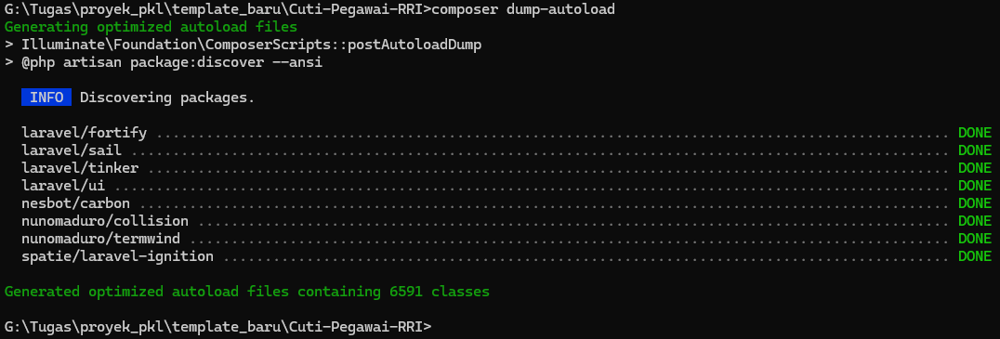 G:\Tugas\proyek_pkl\template_baru\Cuti-Pegawai-RRI>composer dump-autoload
Generating optimized autoload files
> Illuminate\Foundation\ComposerScripts::postAutoloadDump
> @php artisan package:discover --ansi
INFO Discovering packages.
laravel/fortify ............................................................................................... DONE
laravel/sail .................................................................................................. DONE
laravel/tinker ................................................................................................ DONE
laravel/ui .................................................................................................... DONE
nesbot/carbon ................................................................................................. DONE
nunomaduro/collision .......................................................................................... DONE
nunomaduro/termwind ........................................................................................... DONE
spatie/laravel-ignition ....................................................................................... DONE
Generated optimized autoload files containing 6591 classes
G:\Tugas\proyek_pkl\template_baru\Cuti-Pegawai-RRI>